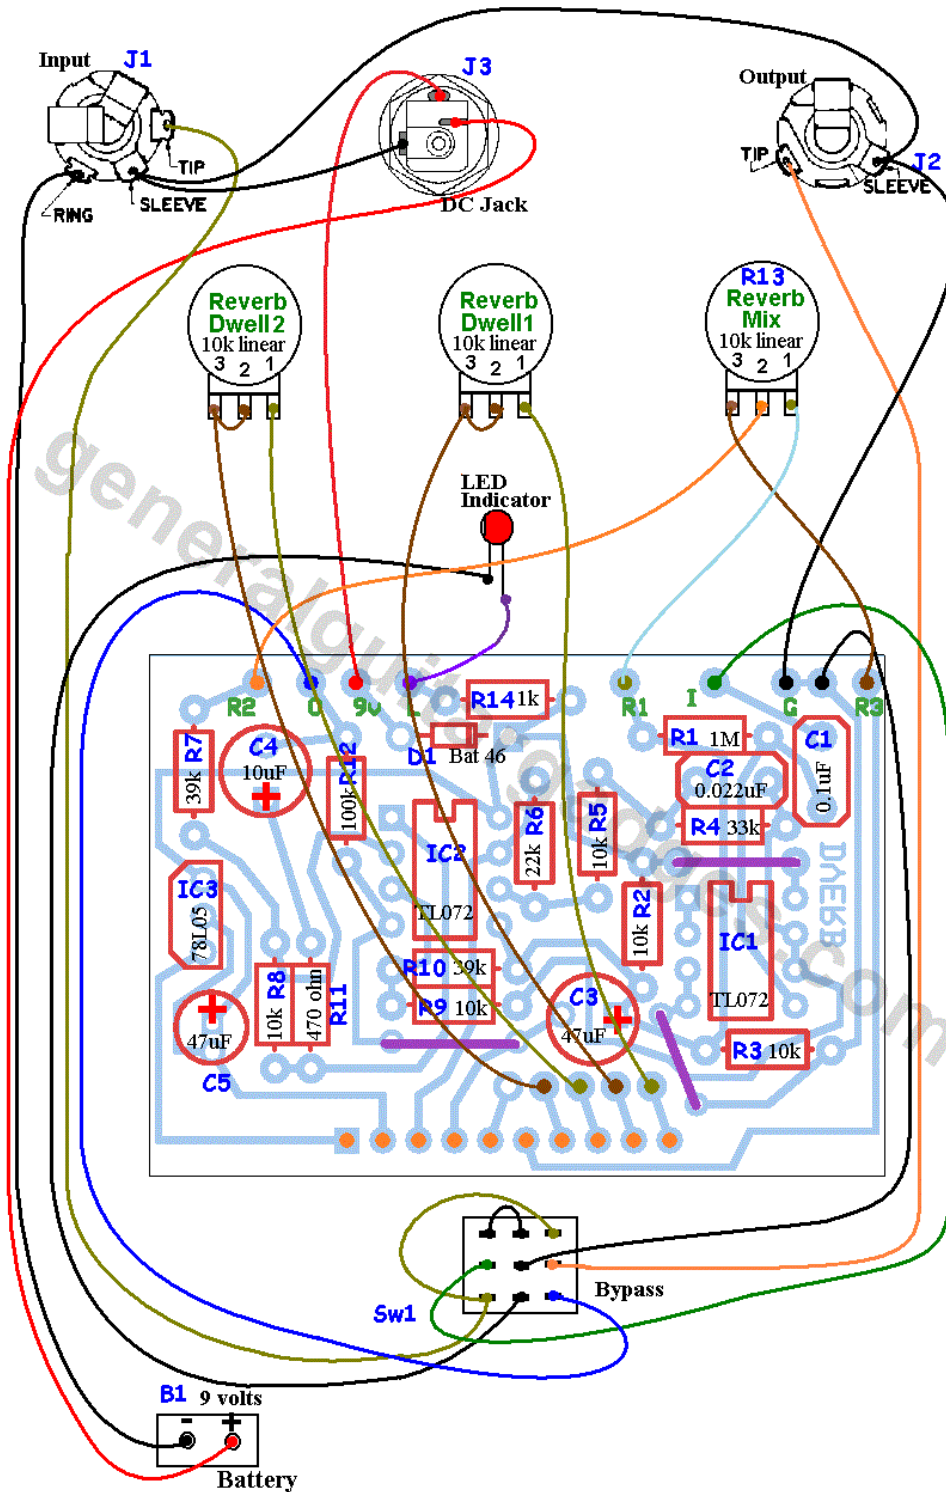 Input
J1
J3
Output
TIP
RING
SLEEVE
DC Jack
TIP
J2
SLEEVE
Reverb
Dwell2
10k linear
3 2 1
Reverb
Dwell1
10k linear
3 2 1
R13
Reverb
Mix
10k linear
3 2 1
LED
Indicator
generalguitargadgets.com
R2 O 9v L R1 I G R3
R14 1k
R7
39k
C4
10uF
R12
100k
D1
Bat 46
R1 1M
C1
0.1uF
C2
0.022uF
R4 33k
R6
22k
R5
10k
IC2
TL072
IC3
78L05
R2
10k
IC1
TL072
DVERB
R10 39k
R9 10k
R8
10k
R11
470 ohm
C3
47uF
47uF
C5
R3 10k
Bypass
Sw1
B1 9 volts
- +
Battery